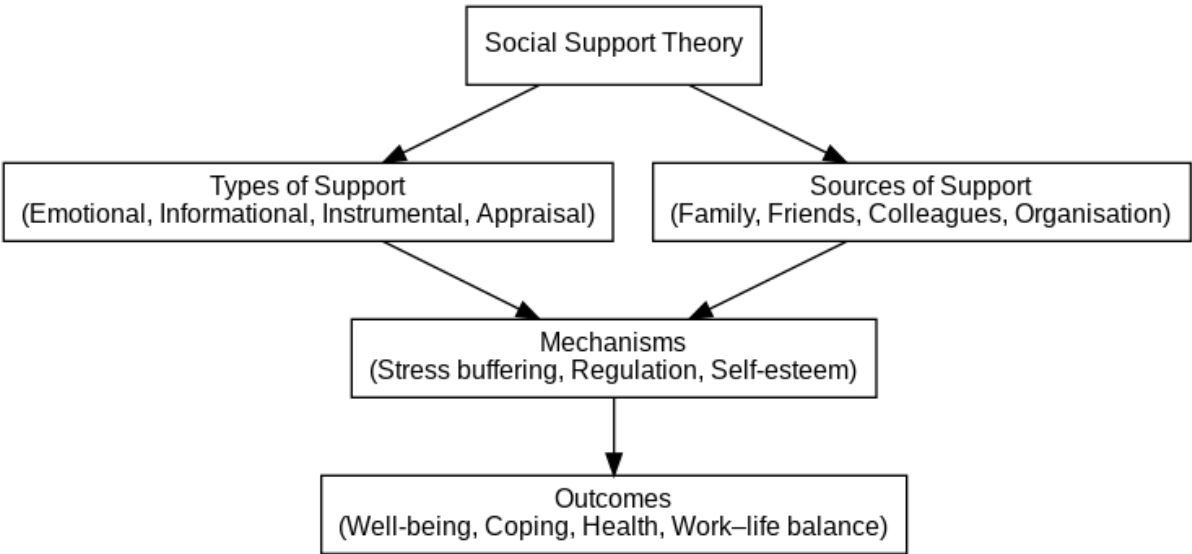 Social Support Theory
Types of Support
(Emotional, Informational, Instrumental, Appraisal)
Sources of Support
(Family, Friends, Colleagues, Organisation)
Mechanisms
(Stress buffering, Regulation, Self-esteem)
Outcomes
(Well-being, Coping, Health, Work–life balance)